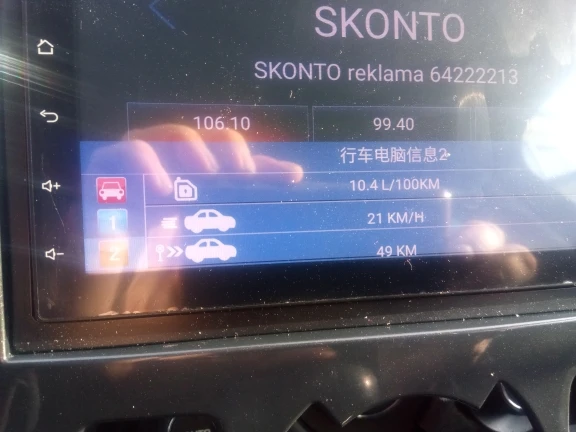 SKONTO
SKONTO reklama 64222213
106.10
99.40
行车电脑信息2
10.4 L/100KM
1
21 KM/H
2
49 KM